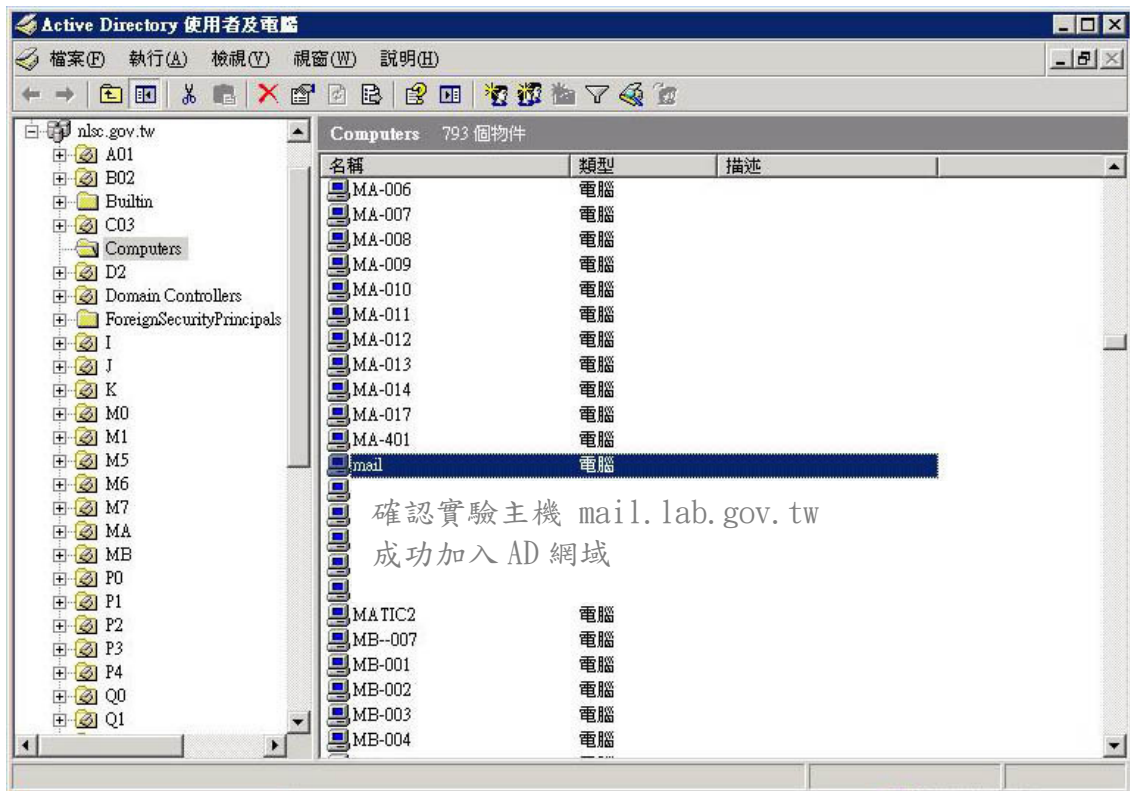 Active Directory 使用者及電腦
檔案(F) 執行(A) 檢視(V) 視窗(W) 說明(H)
nlsc.gov.tw
A01
B02
Builtin
C03
Computers
D2
Domain Controllers
ForeignSecurityPrincipals
I
J
K
M0
M1
M5
M6
M7
MA
MB
P0
P1
P2
P3
P4
Q0
Q1
Computers 793 個物件
名稱 類型 描述
MA-006 電腦
MA-007 電腦
MA-008 電腦
MA-009 電腦
MA-010 電腦
MA-011 電腦
MA-012 電腦
MA-013 電腦
MA-014 電腦
MA-017 電腦
MA-401 電腦
mail 電腦
確認實驗主機 mail.lab.gov.tw
成功加入 AD 網域
MATIC2 電腦
MB--007 電腦
MB-001 電腦
MB-002 電腦
MB-003 電腦
MB-004 電腦